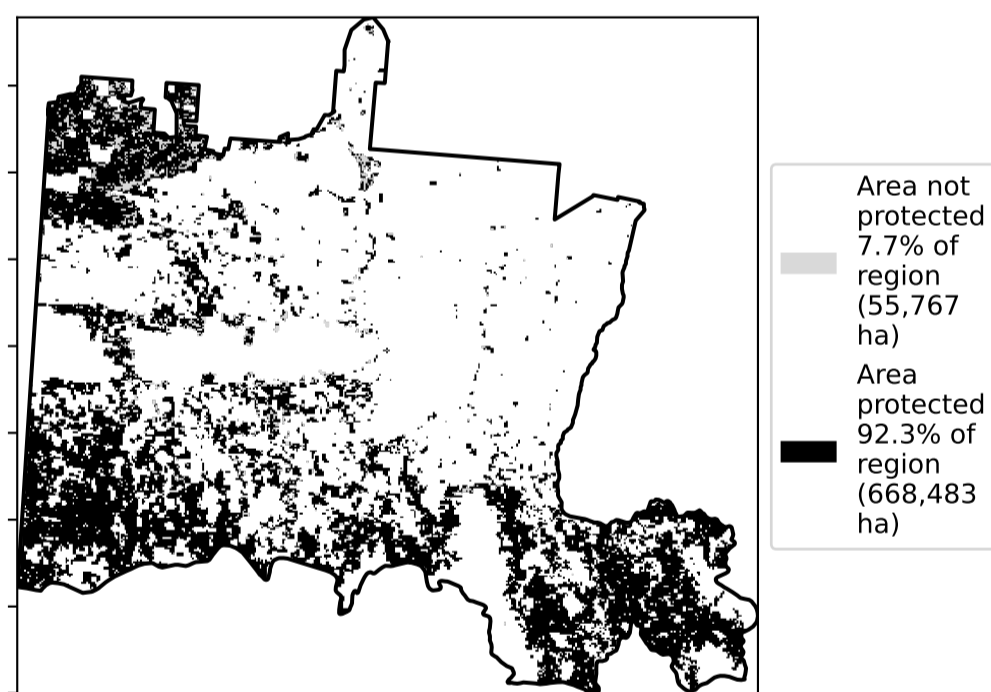 Area not
protected
7.7% of
region
(55,767
ha)
Area
protected
92.3% of
region
(668,483
ha)